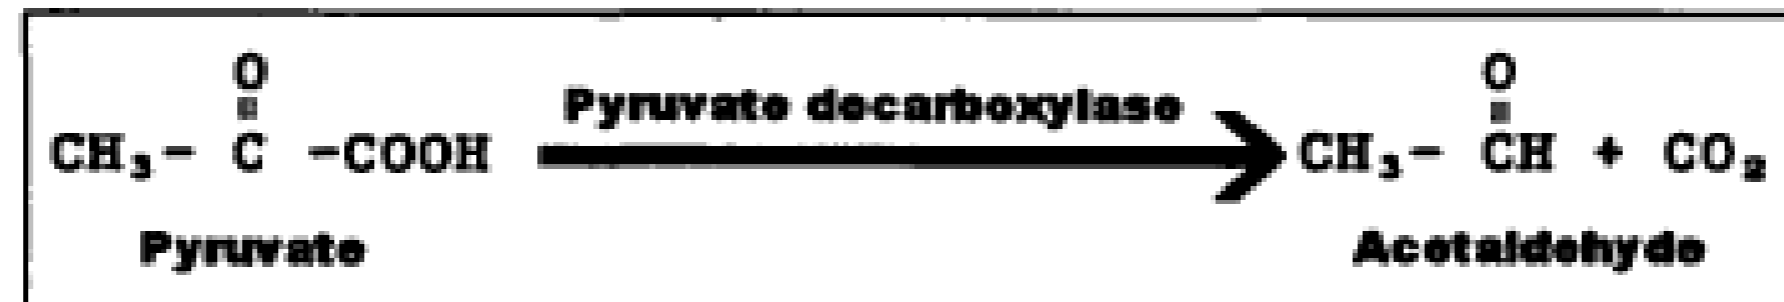 O O
= Pyruvate decarboxylase =
CH₃- C -COOH CH₃- CH + CO₂
Pyruvate Acetaldehyde